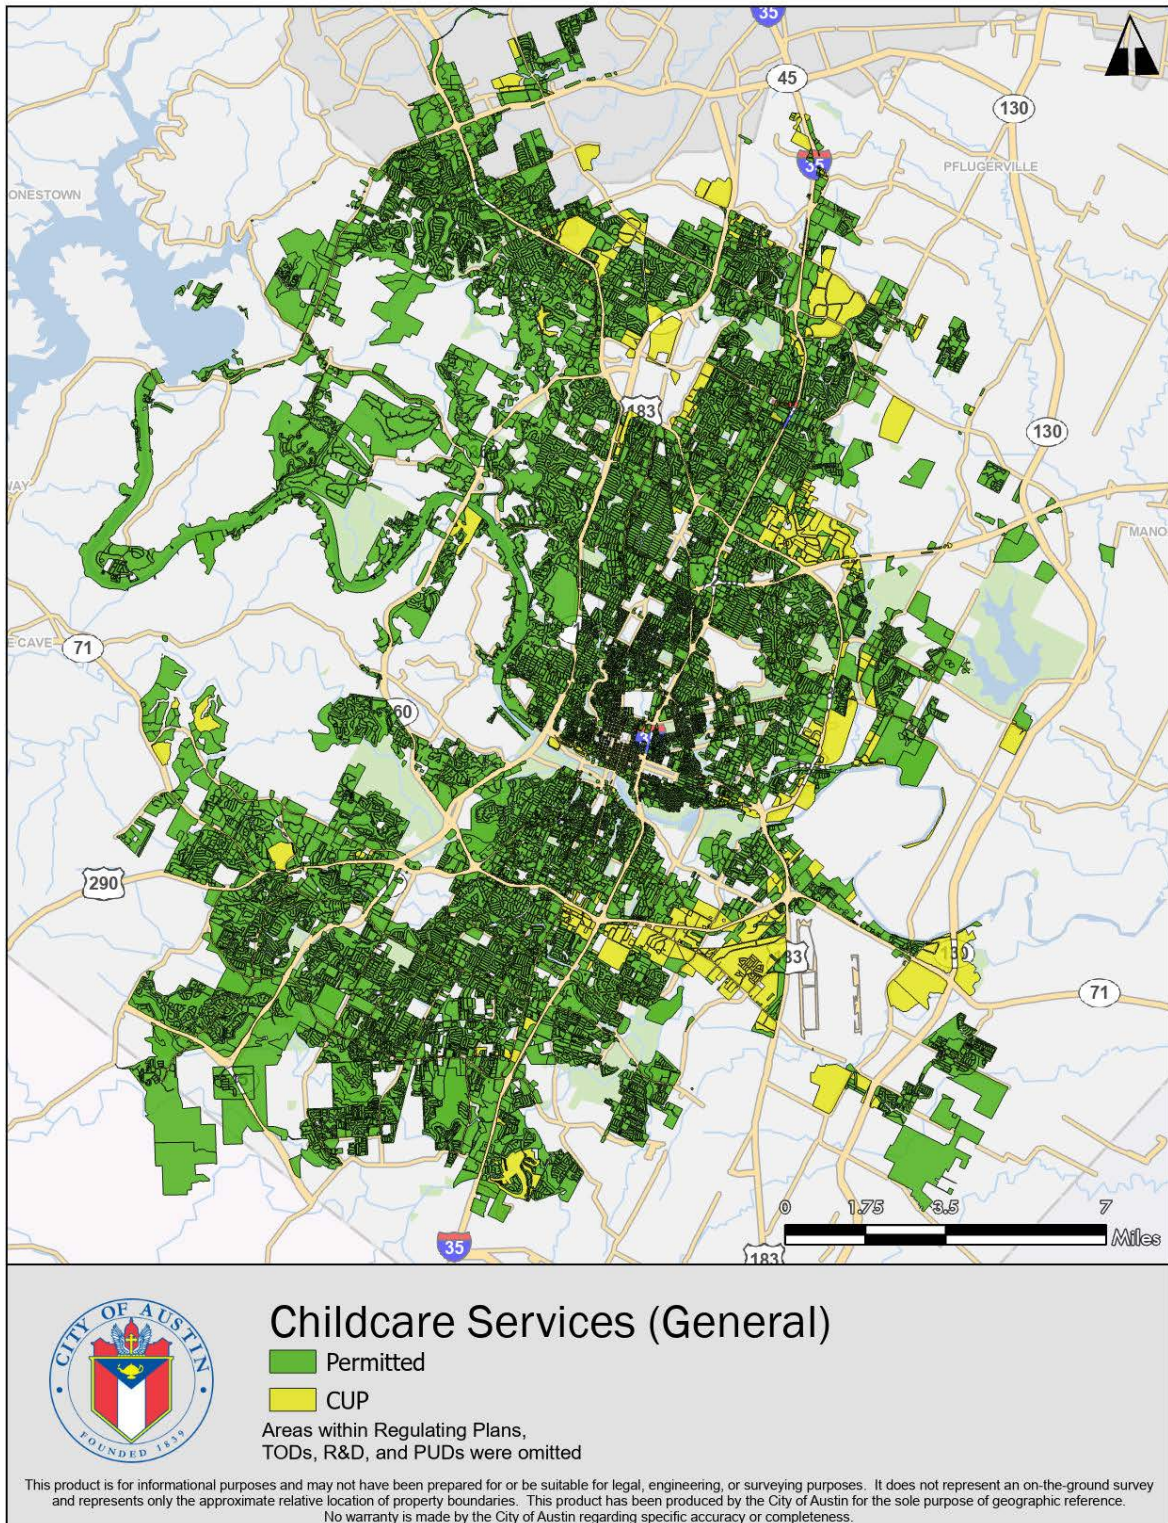 35
45
130
35
PFLUGERVILLE
ONESTOWN
183
130
WAY
MANO
E CAVE
71
60
35
290
83
130
71
0 1.75 3.5 7
Miles
35
183
CITY OF AUSTIN
FOUNDED 1839
Childcare Services (General)
Permitted
CUP
Areas within Regulating Plans,
TODs, R&D, and PUDs were omitted
This product is for informational purposes and may not have been prepared for or be suitable for legal, engineering, or surveying purposes. It does not represent an on-the-ground survey
and represents only the approximate relative location of property boundaries. This product has been produced by the City of Austin for the sole purpose of geographic reference.
No warranty is made by the City of Austin regarding specific accuracy or completeness.